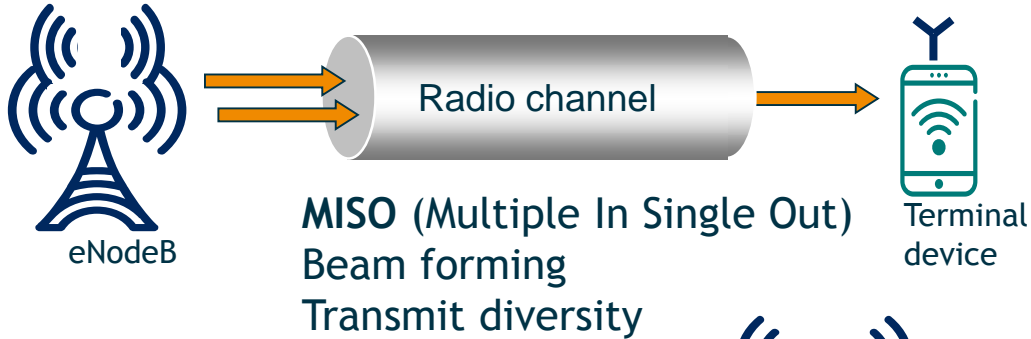 Radio channel
eNodeB
MISO (Multiple In Single Out)
Beam forming
Transmit diversity
Terminal
device